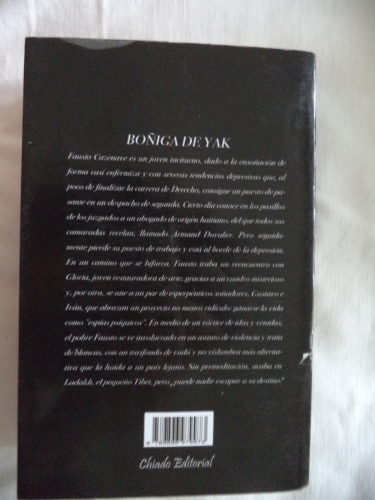 BOÑIGA DE YAK
Fausto Cazenave es un joven taciturno, dado a la ensoñación de
forma casi enfermiza y con severas tendencias depresivas que, al
poco de finalizar la carrera de Derecho, consigue un puesto de pa-
sante en un despacho de segunda. Cierto día conoce en los pasillos
de los juzgados a un abogado de origen haitiano, del que todos sus
camaradas recelan, llamado Armand Duvalier. Pero seguida-
mente pierde su puesto de trabajo y está al borde de la depresión.
En un camino que se bifurca, Fausto traba un reencuentro con
Gloria, joven restauradora de arte, gracias a un cuadro misterioso
y, por otra, se une a un par de esperpénticos soñadores, Gustavo e
Iván, que abrazan un proyecto no menos ridículo: ganarse la vida
como "espías psíquicos". En medio de un vórtice de idas y venidas,
el pobre Fausto se ve introducido en un asunto de violencia y trata
de blancas, con un trasfondo de vudú y no vislumbra más alterna-
tiva que la huida a un país lejano. Sin premeditación, acaba en
Ladakh, el pequeño Tíbet, pero ¿puede nadie escapar a su destino?
Chiado Editorial